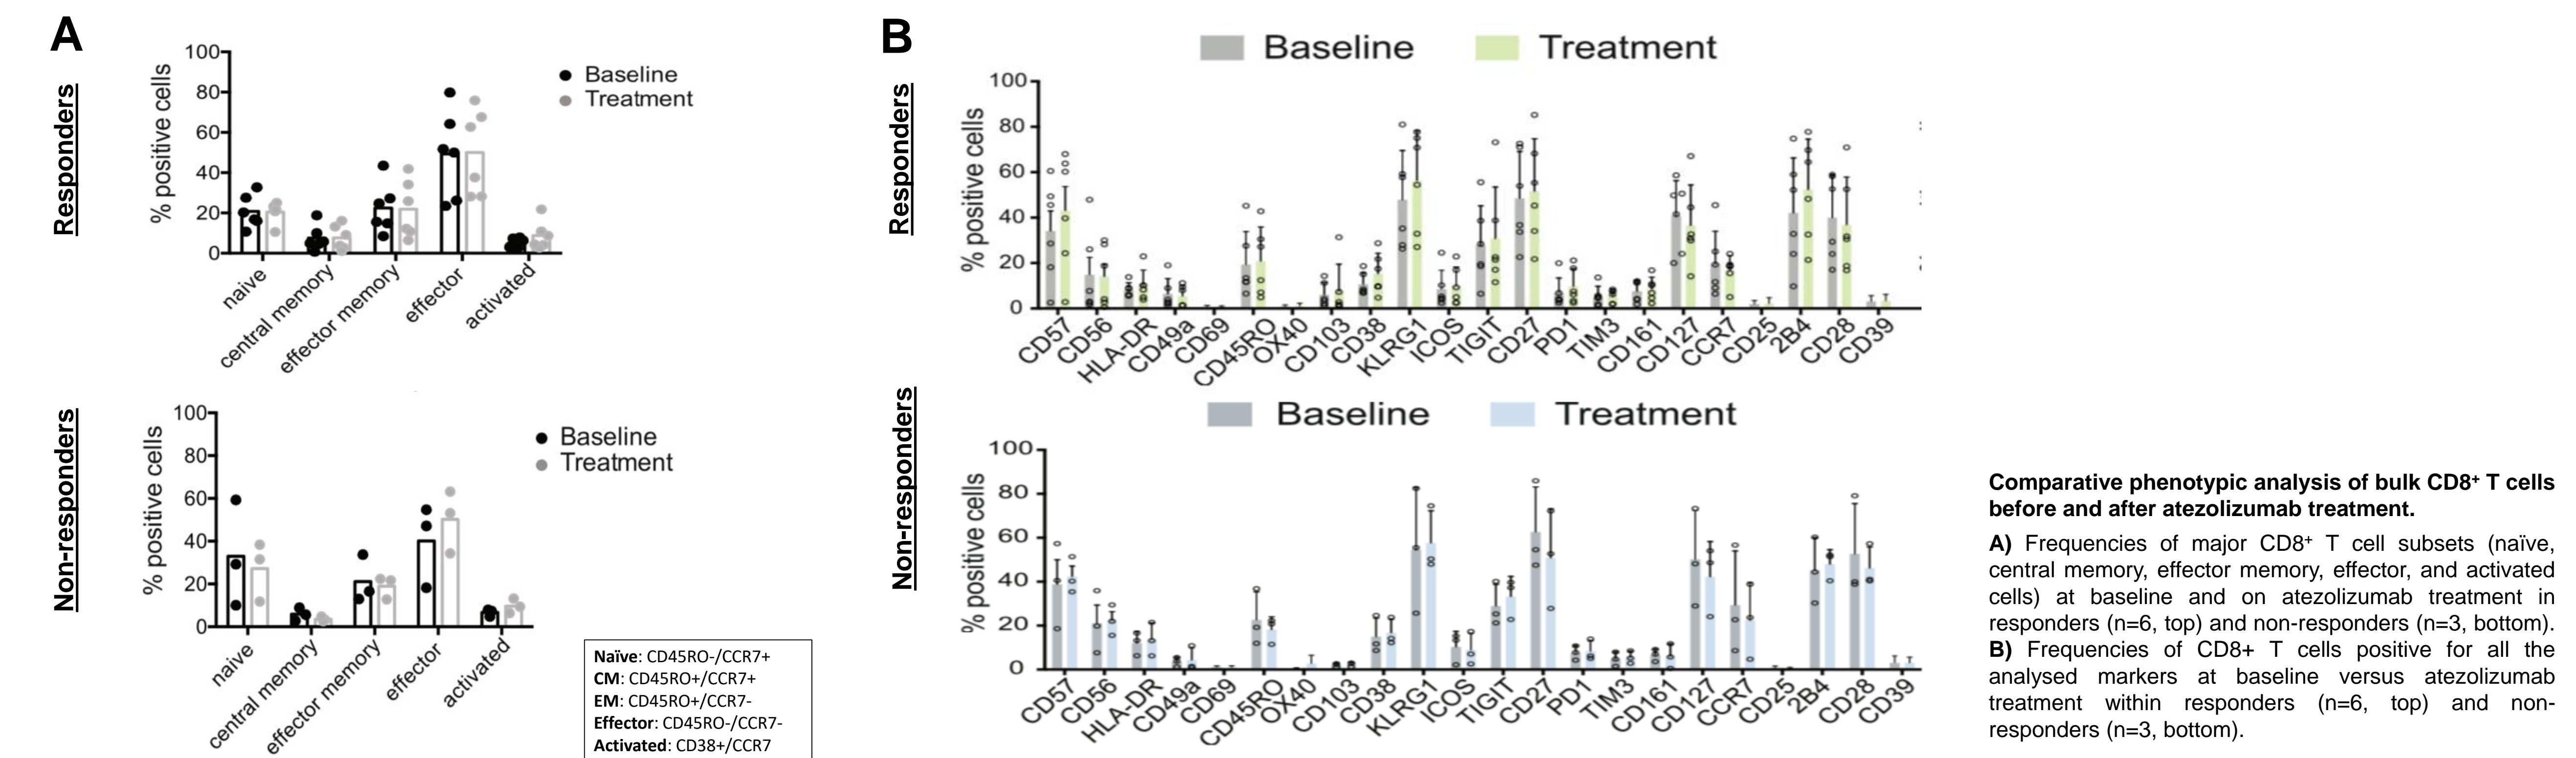 A
Responders
% positive cells
100
80
60
40
20
0
Baseline
Treatment
naive
central memory
effector memory
effector
activated
Non-responders
% positive cells
100
80
60
40
20
0
Baseline
Treatment
naive
central memory
effector memory
effector
activated
Naïve: CD45RO-/CCR7+
CM: CD45RO+/CCR7+
EM: CD45RO+/CCR7-
Effector: CD45RO-/CCR7-
Activated: CD38+/CCR7
B
Baseline
Treatment
Responders
% positive cells
100
80
60
40
20
0
CD57
CD56
HLA-DR
CD49a
CD69
CD45RO
OX40
CD103
CD38
KLRG1
ICOS
TIGIT
CD27
PD1
TIM3
CD161
CD127
CCR7
CD25
2B4
CD28
CD39
Baseline
Treatment
Non-responders
% positive cells
100
80
60
40
20
0
CD57
CD56
HLA-DR
CD49a
CD69
CD45RO
OX40
CD103
CD38
KLRG1
ICOS
TIGIT
CD27
PD1
TIM3
CD161
CD127
CCR7
CD25
2B4
CD28
CD39
Comparative phenotypic analysis of bulk CD8⁺ T cells
before and after atezolizumab treatment.
A) Frequencies of major CD8⁺ T cell subsets (naïve,
central memory, effector memory, effector, and activated
cells) at baseline and on atezolizumab treatment in
responders (n=6, top) and non-responders (n=3, bottom).
B) Frequencies of CD8+ T cells positive for all the
analysed markers at baseline versus atezolizumab
treatment within responders (n=6, top) and non-
responders (n=3, bottom).